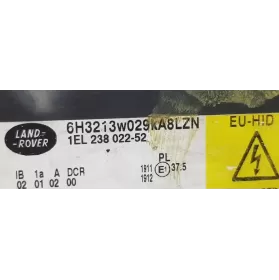 LAND-
-ROVER
6H3213W029KA8LZN
1EL 238 022-52
EU-HID
PL
IB 1a A DCR
02 01 02 00
1911 E1 37.5
1912